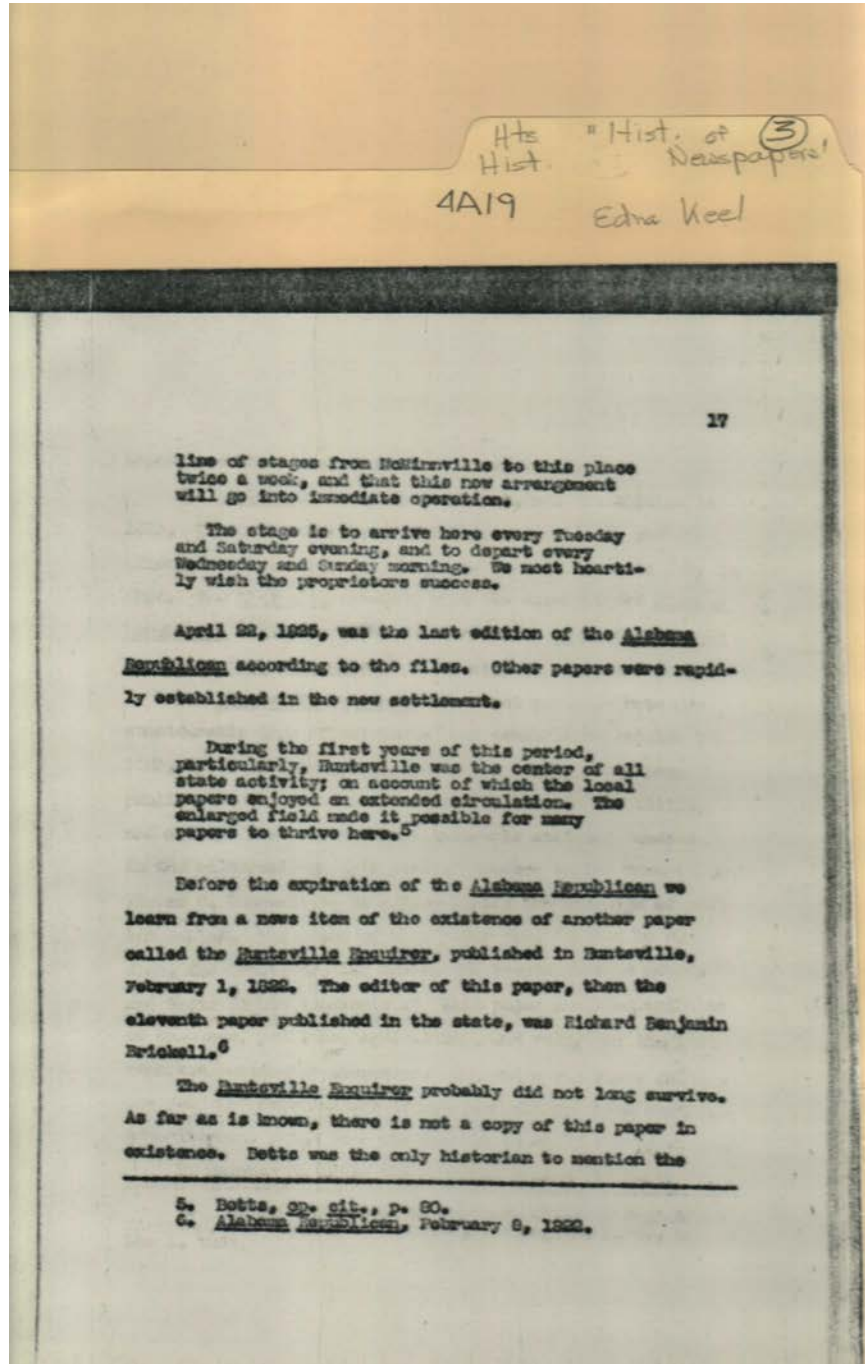 Hts "Hist. of ③
Hist Newspapers"
4A19 Edna Keel
17
line of stages from McMinnville to this place
twice a week, and that this new arrangement
will go into immediate operation.
The stage is to arrive here every Tuesday
and Saturday evening, and to depart every
Wednesday and Sunday morning. We most hearti-
ly wish the proprietors success.
April 22, 1825, was the last edition of the Alabama
Republican according to the files. Other papers were rapid-
ly established in the new settlement.
During the first years of this period,
particularly, Huntsville was the center of all
state activity; on account of which the local
papers enjoyed an extended circulation. The
enlarged field made it possible for many
papers to thrive here.5
Before the expiration of the Alabama Republican we
learn from a news item of the existence of another paper
called the Huntsville Enquirer, published in Huntsville,
February 1, 1822. The editor of this paper, then the
eleventh paper published in the state, was Richard Benjamin
Brickell.6
The Huntsville Enquirer probably did not long survive.
As far as is known, there is not a copy of this paper in
existence. Betts was the only historian to mention the
5. Betts, op. cit., p.
6. Alabama Republican, February 8, 1822.